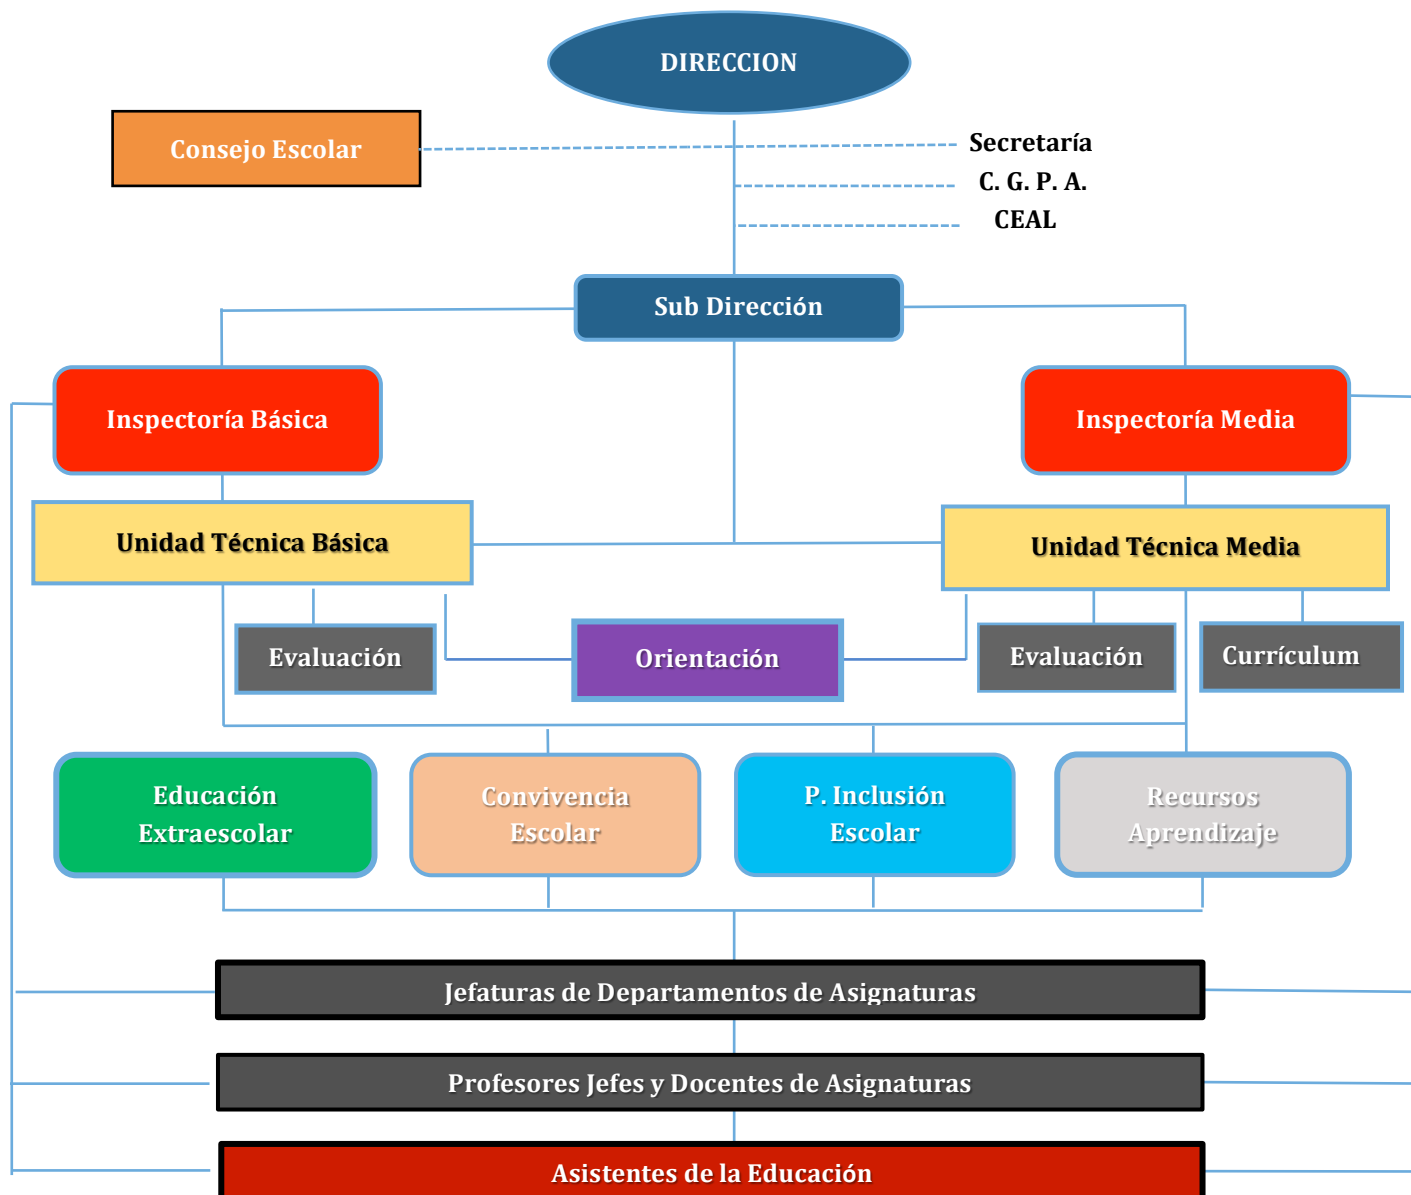 DIRECCION
Consejo Escolar
Secretaría
C. G. P. A.
CEAL
Sub Dirección
Inspectoría Básica
Inspectoría Media
Unidad Técnica Básica
Unidad Técnica Media
Evaluación
Orientación
Evaluación
Currículum
Educación
Extraescolar
Convivencia
Escolar
P. Inclusión
Escolar
Recursos
Aprendizaje
Jefaturas de Departamentos de Asignaturas
Profesores Jefes y Docentes de Asignaturas
Asistentes de la Educación